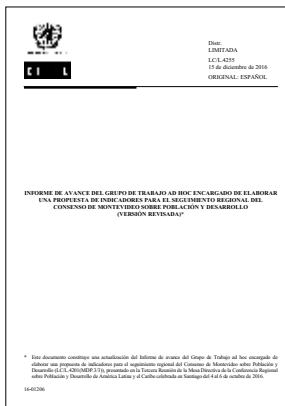 Distr.
LIMITADA
LC/L.4255
15 de diciembre de 2016
ORIGINAL: ESPAÑOL
INFORME DE AVANCE DEL GRUPO DE TRABAJO AD HOC ENCARGADO DE ELABORAR
UNA PROPUESTA DE INDICADORES PARA EL SEGUIMIENTO REGIONAL DEL
CONSENSO DE MONTEVIDEO SOBRE POBLACIÓN Y DESARROLLO
(VERSIÓN REVISADA)*
* Este documento constituye una actualización del Informe de avance del Grupo de Trabajo ad hoc encargado de
elaborar una propuesta de indicadores para el seguimiento regional del Consenso de Montevideo sobre Población y
Desarrollo (LC/L.4201(MDP.3/3)), presentado en la Tercera Reunión de la Mesa Directiva de la Conferencia Regional
sobre Población y Desarrollo de América Latina y el Caribe celebrada en Santiago del 4 al 6 de octubre de 2016.
16-01206